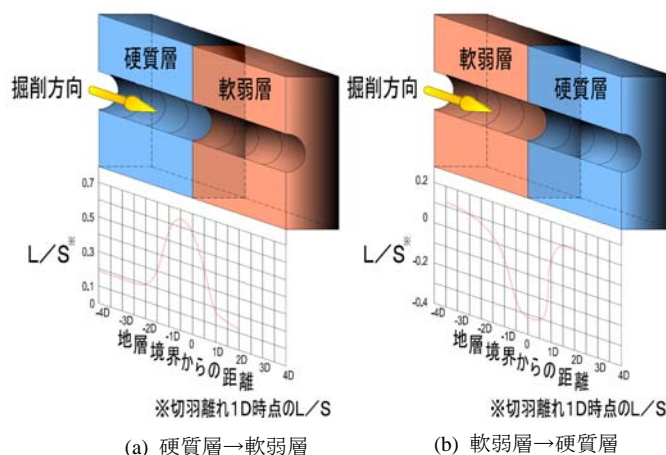 硬質層
軟弱層
掘削方向
0.7
0.5
0.3
0.1
0
L／S※
-4D
-3D
-2D
-1D
0
1D
2D
3D
4D
地層境界からの距離
※切羽離れ1D時点のL／S
(a) 硬質層→軟弱層
軟弱層
硬質層
掘削方向
0.2
0
-0.2
-0.4
L／S※
-4D
-3D
-2D
-1D
0
1D
2D
3D
4D
地層境界からの距離
※切羽離れ1D時点のL／S
(b) 軟弱層→硬質層